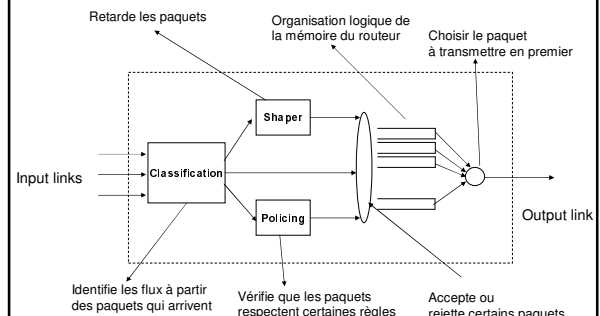 Retarde les paquets
Organisation logique de
la mémoire du routeur
Choisir le paquet
à transmettre en premier
Shaper
Input links
Classification
Policing
Output link
Identifie les flux à partir
des paquets qui arrivent
Vérifie que les paquets
respectent certaines règles
Accepte ou
rejette certains paquets